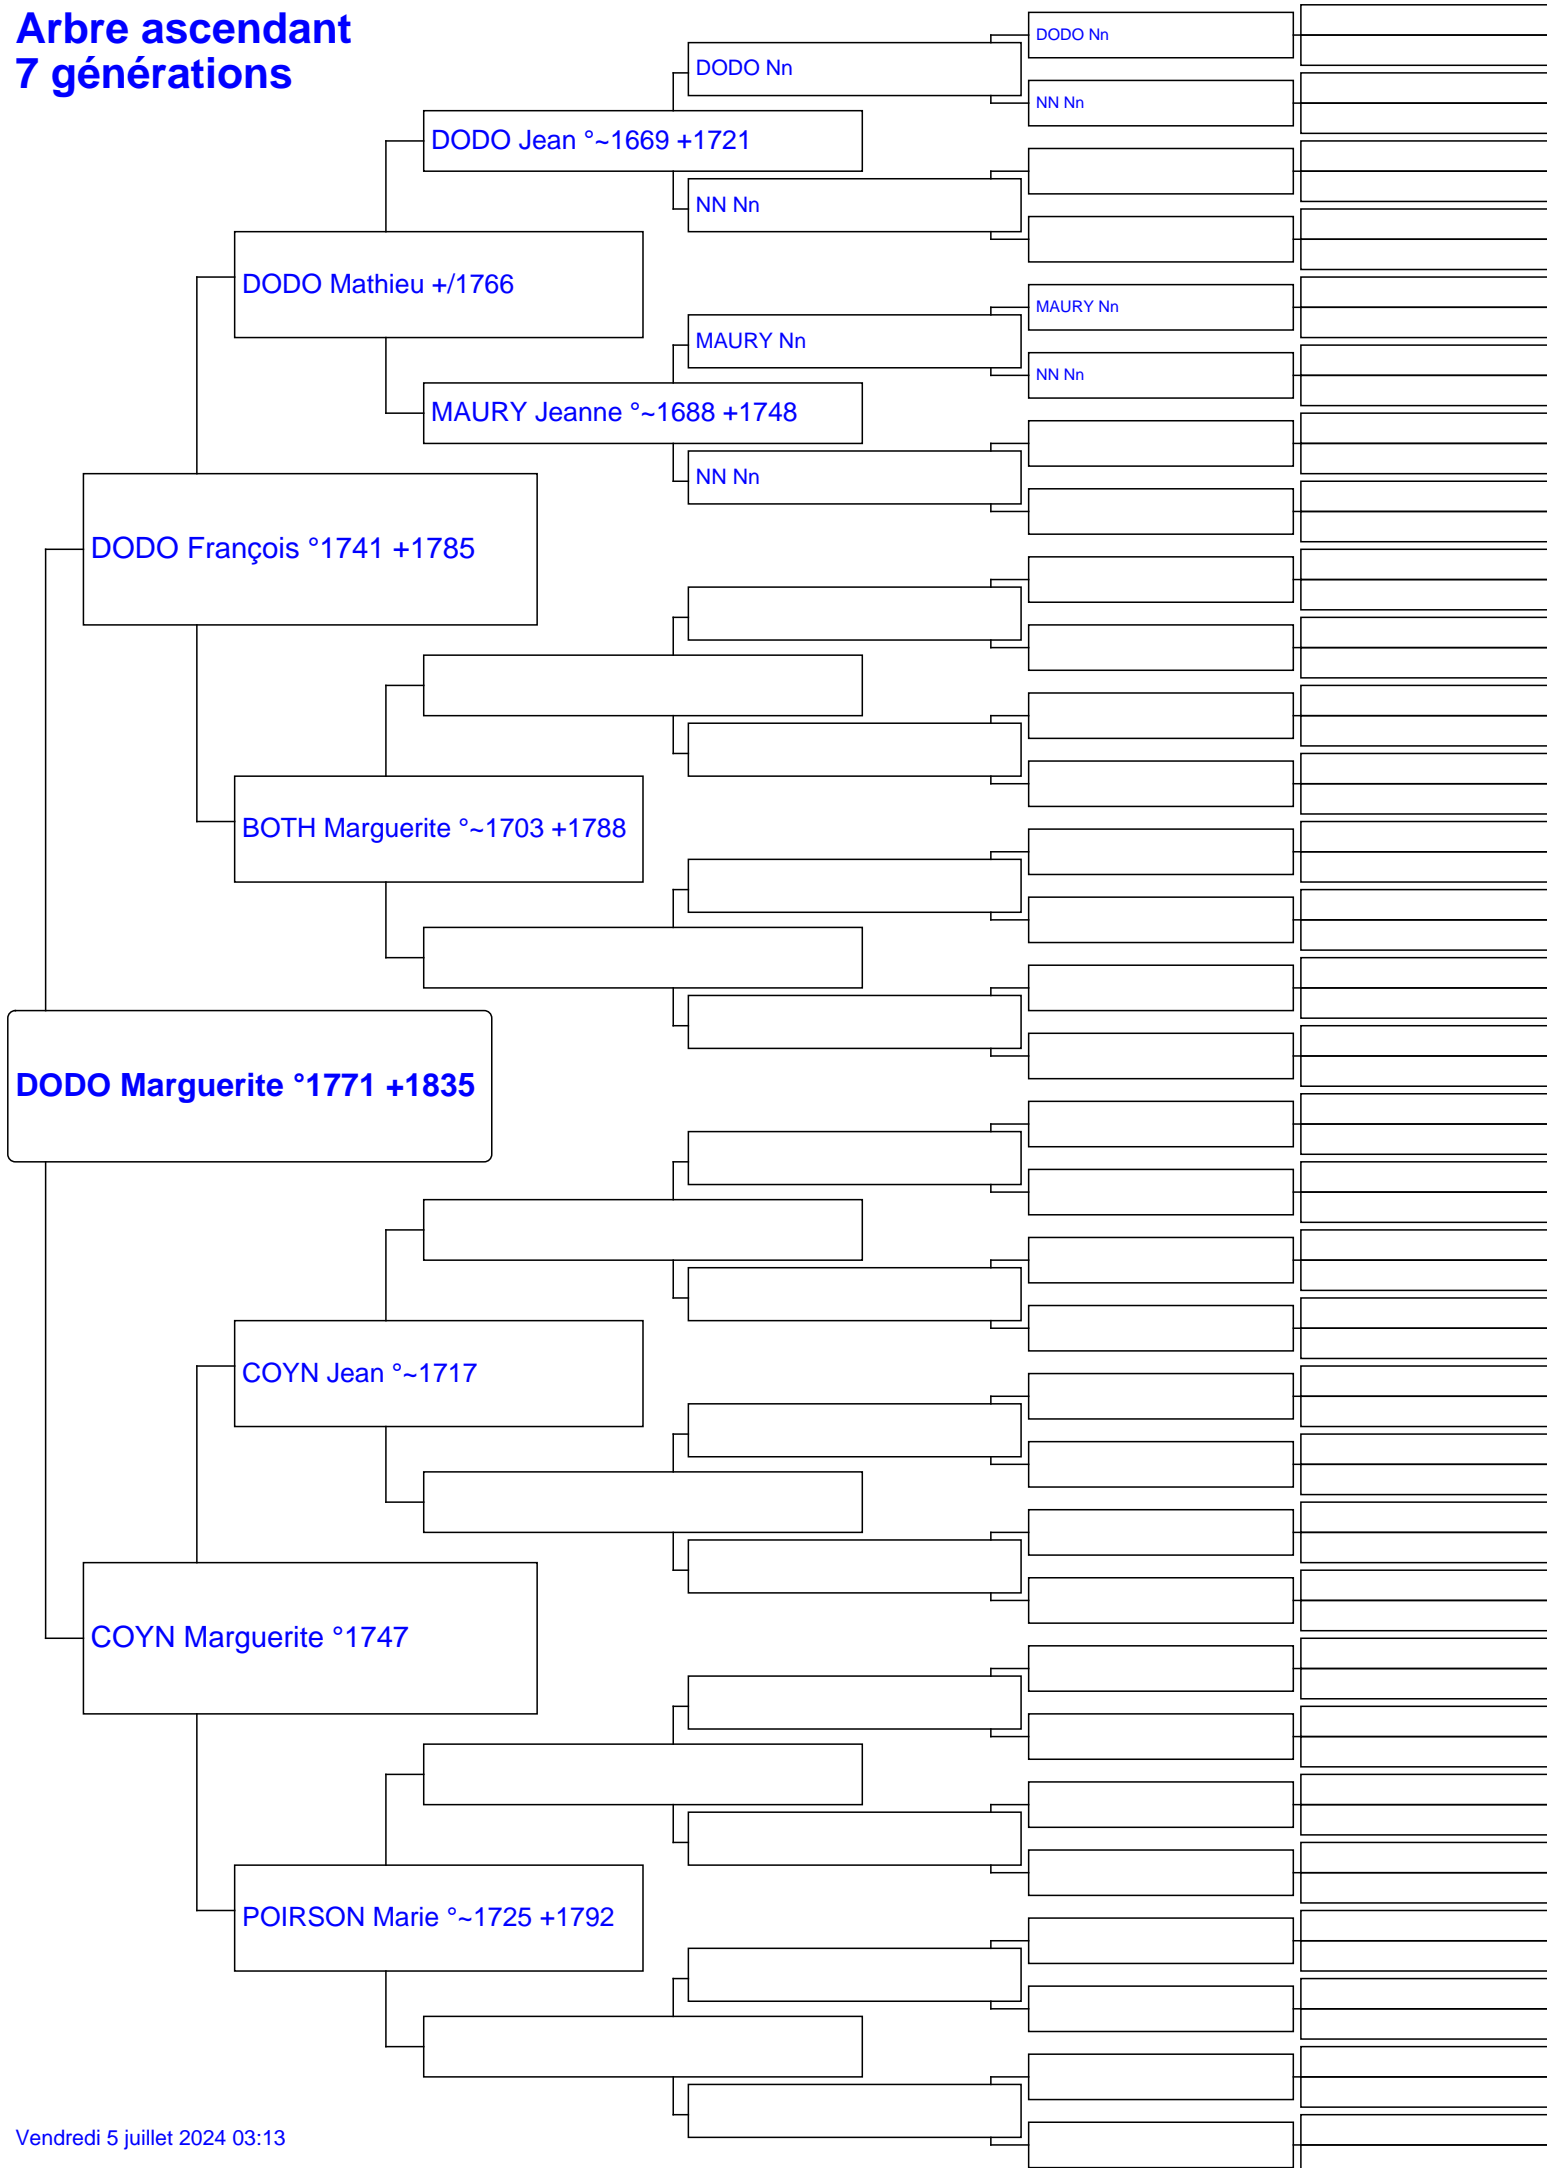 Arbre ascendant
7 générations
DODO Nn
DODO Nn
NN Nn
DODO Jean °~1669 +1721
NN Nn
DODO Mathieu +/1766
MAURY Nn
MAURY Nn
NN Nn
MAURY Jeanne °~1688 +1748
NN Nn
DODO François °1741 +1785
BOTH Marguerite °~1703 +1788
DODO Marguerite °1771 +1835
COYN Jean °~1717
COYN Marguerite °1747
POIRSON Marie °~1725 +1792
Vendredi 5 juillet 2024 03:13